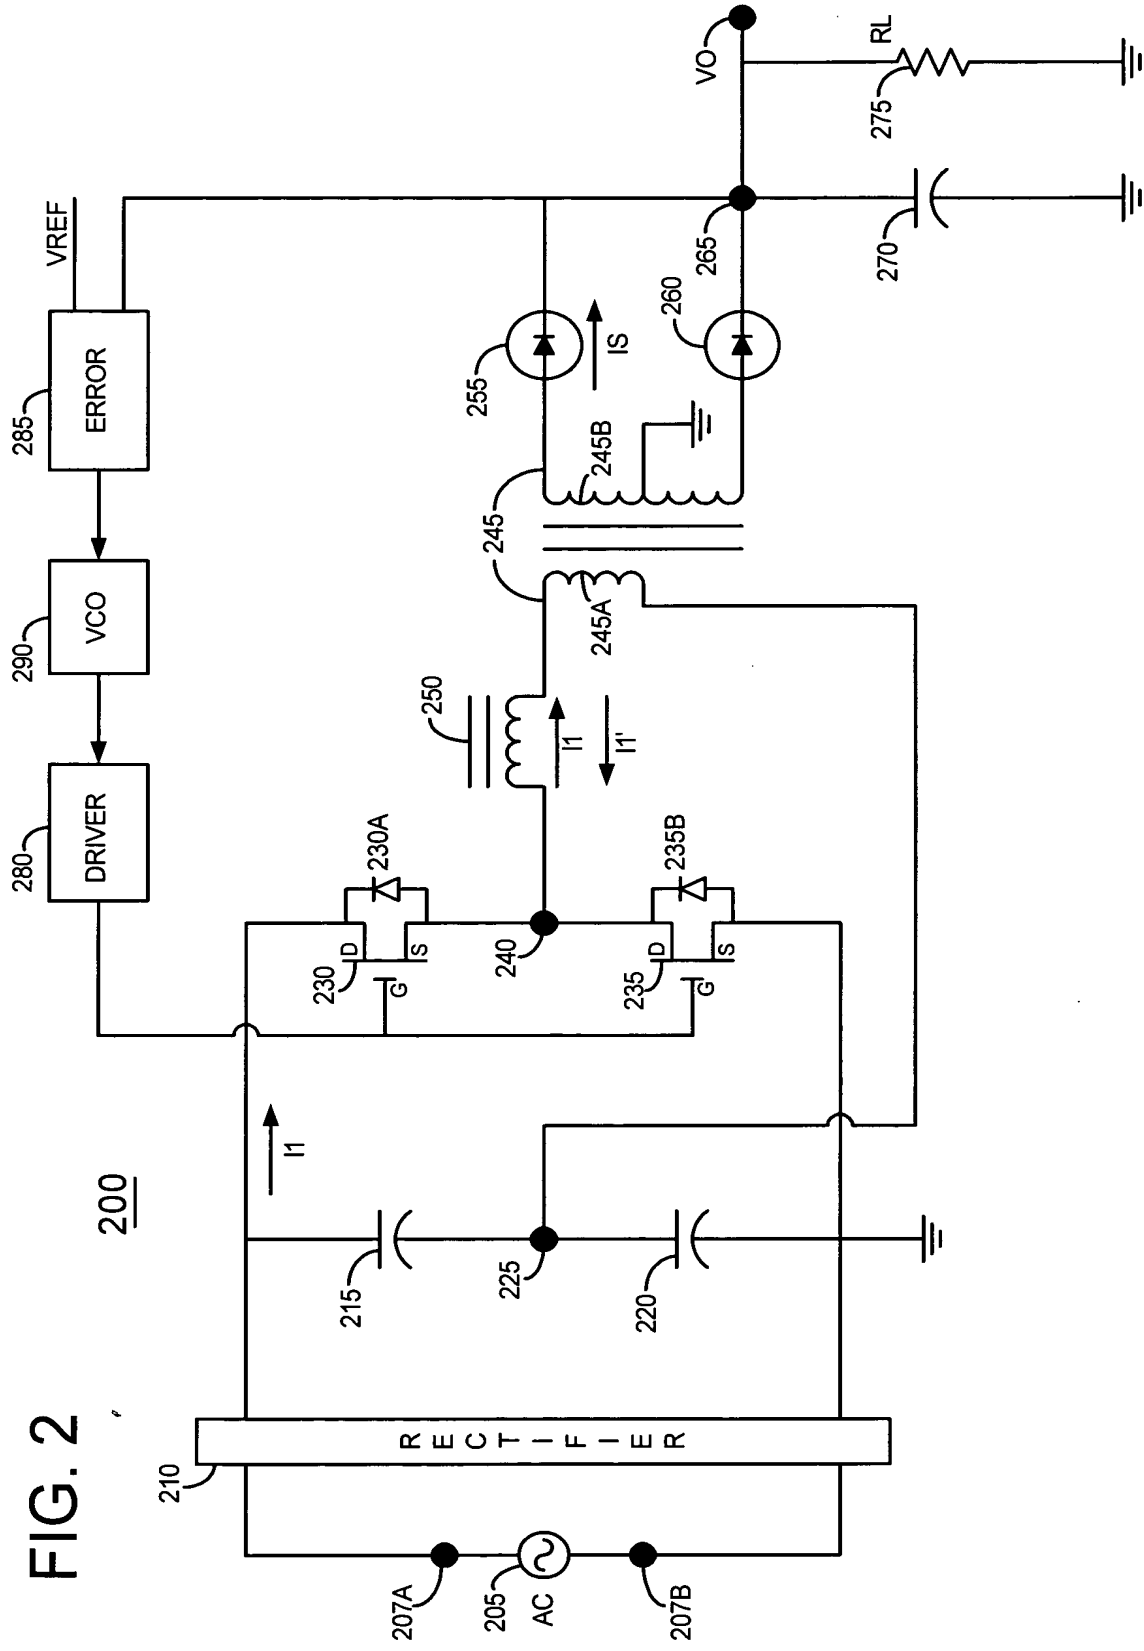 FIG. 2
200
VREF
285
ERROR
290
VCO
280
DRIVER
VO
RL
275
265
270
260
255
IS
245
245B
245A
250
I1
I1'
230A
230
D
S
G
240
235B
235
D
S
G
I1
215
225
220
210
RECTIFIER
207A
205
AC
207B